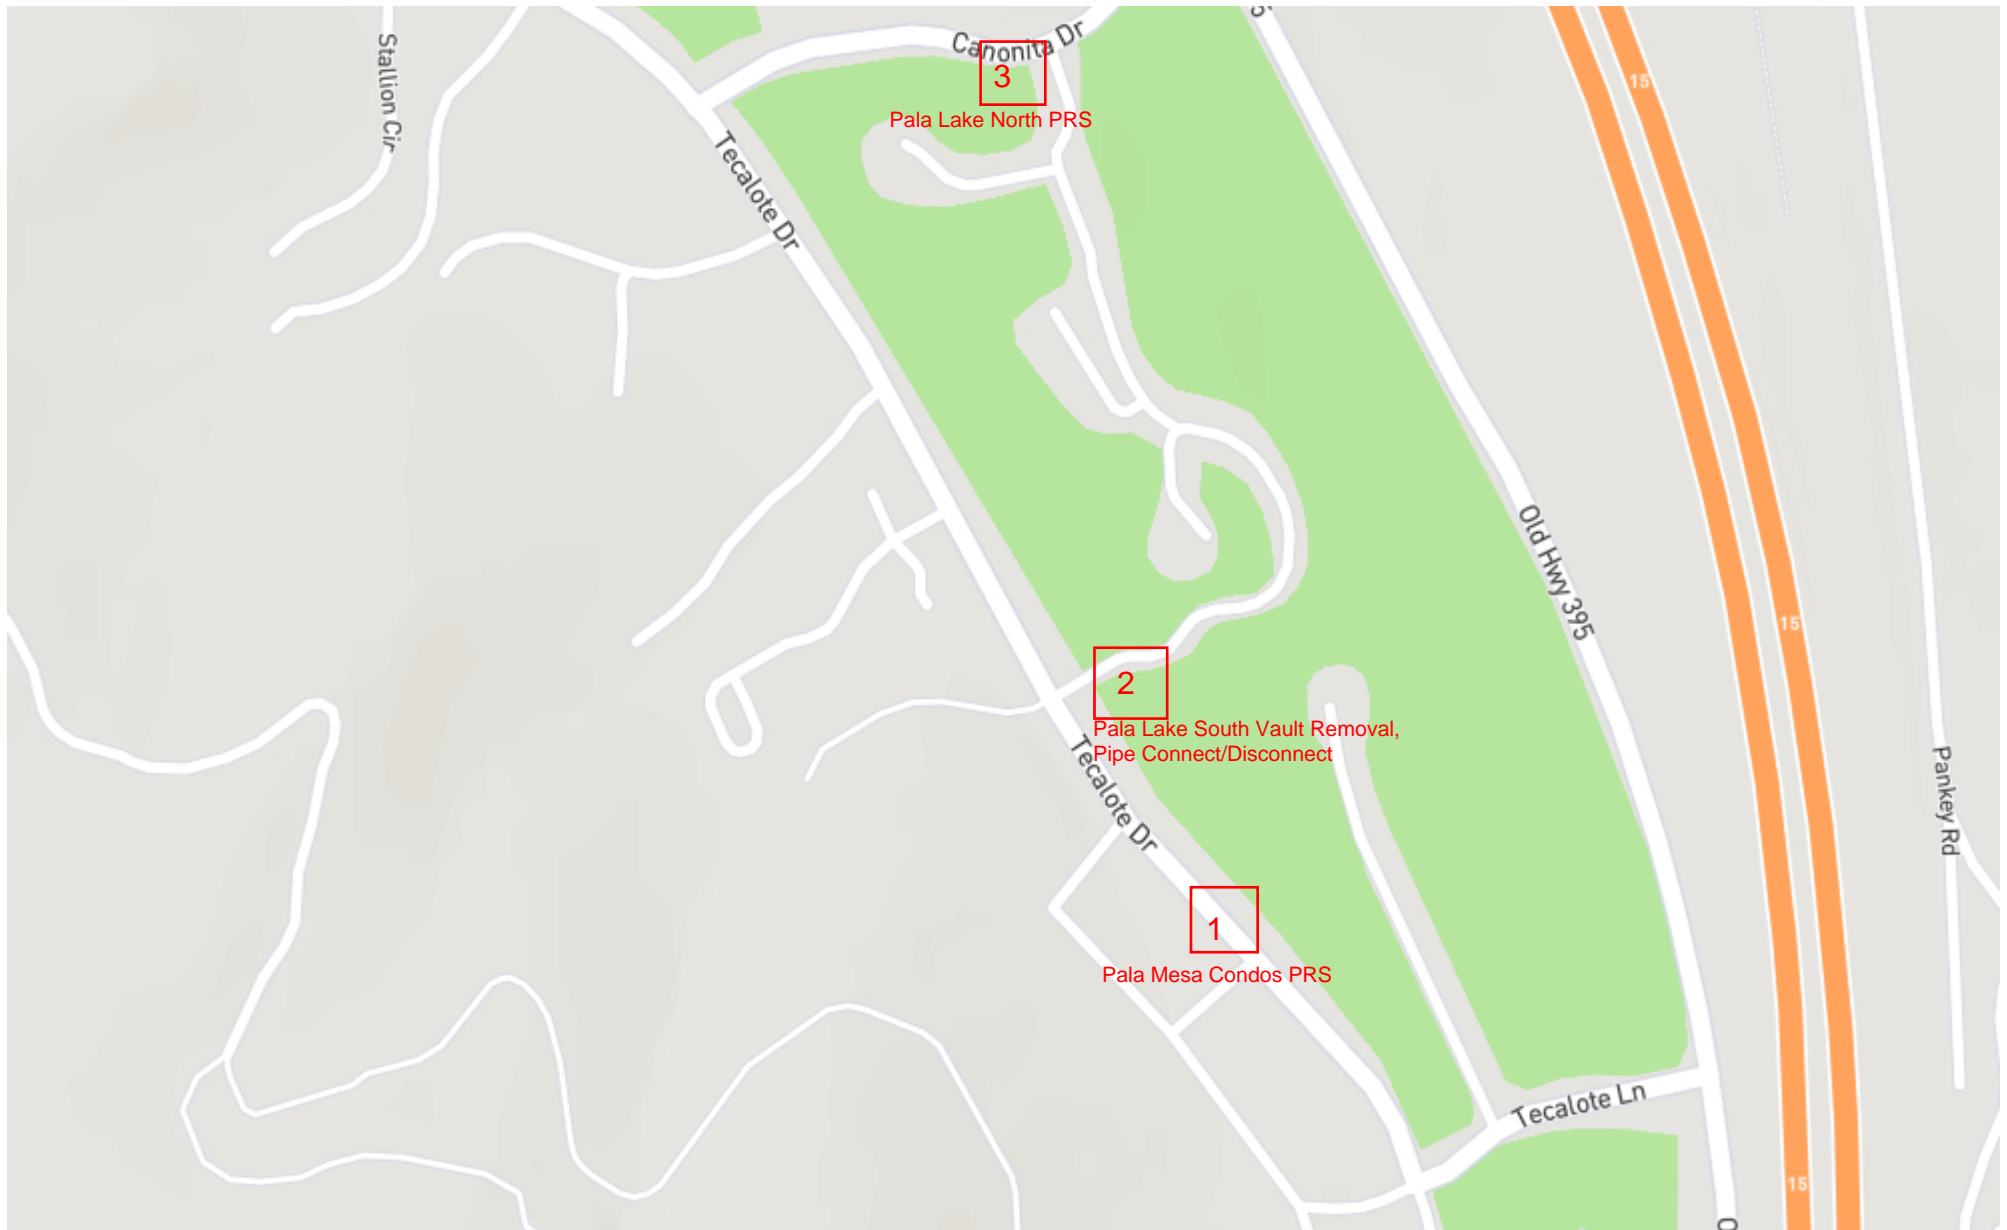 Stallion Cir
Canonita Dr
3
Pala Lake North PRS
15
Tecalote Dr
Old Hwy 395
15
2
Pala Lake South Vault Removal,
Pipe Connect/Disconnect
Tecalote Dr
Pankey Rd
1
Pala Mesa Condos PRS
Tecalote Ln
15